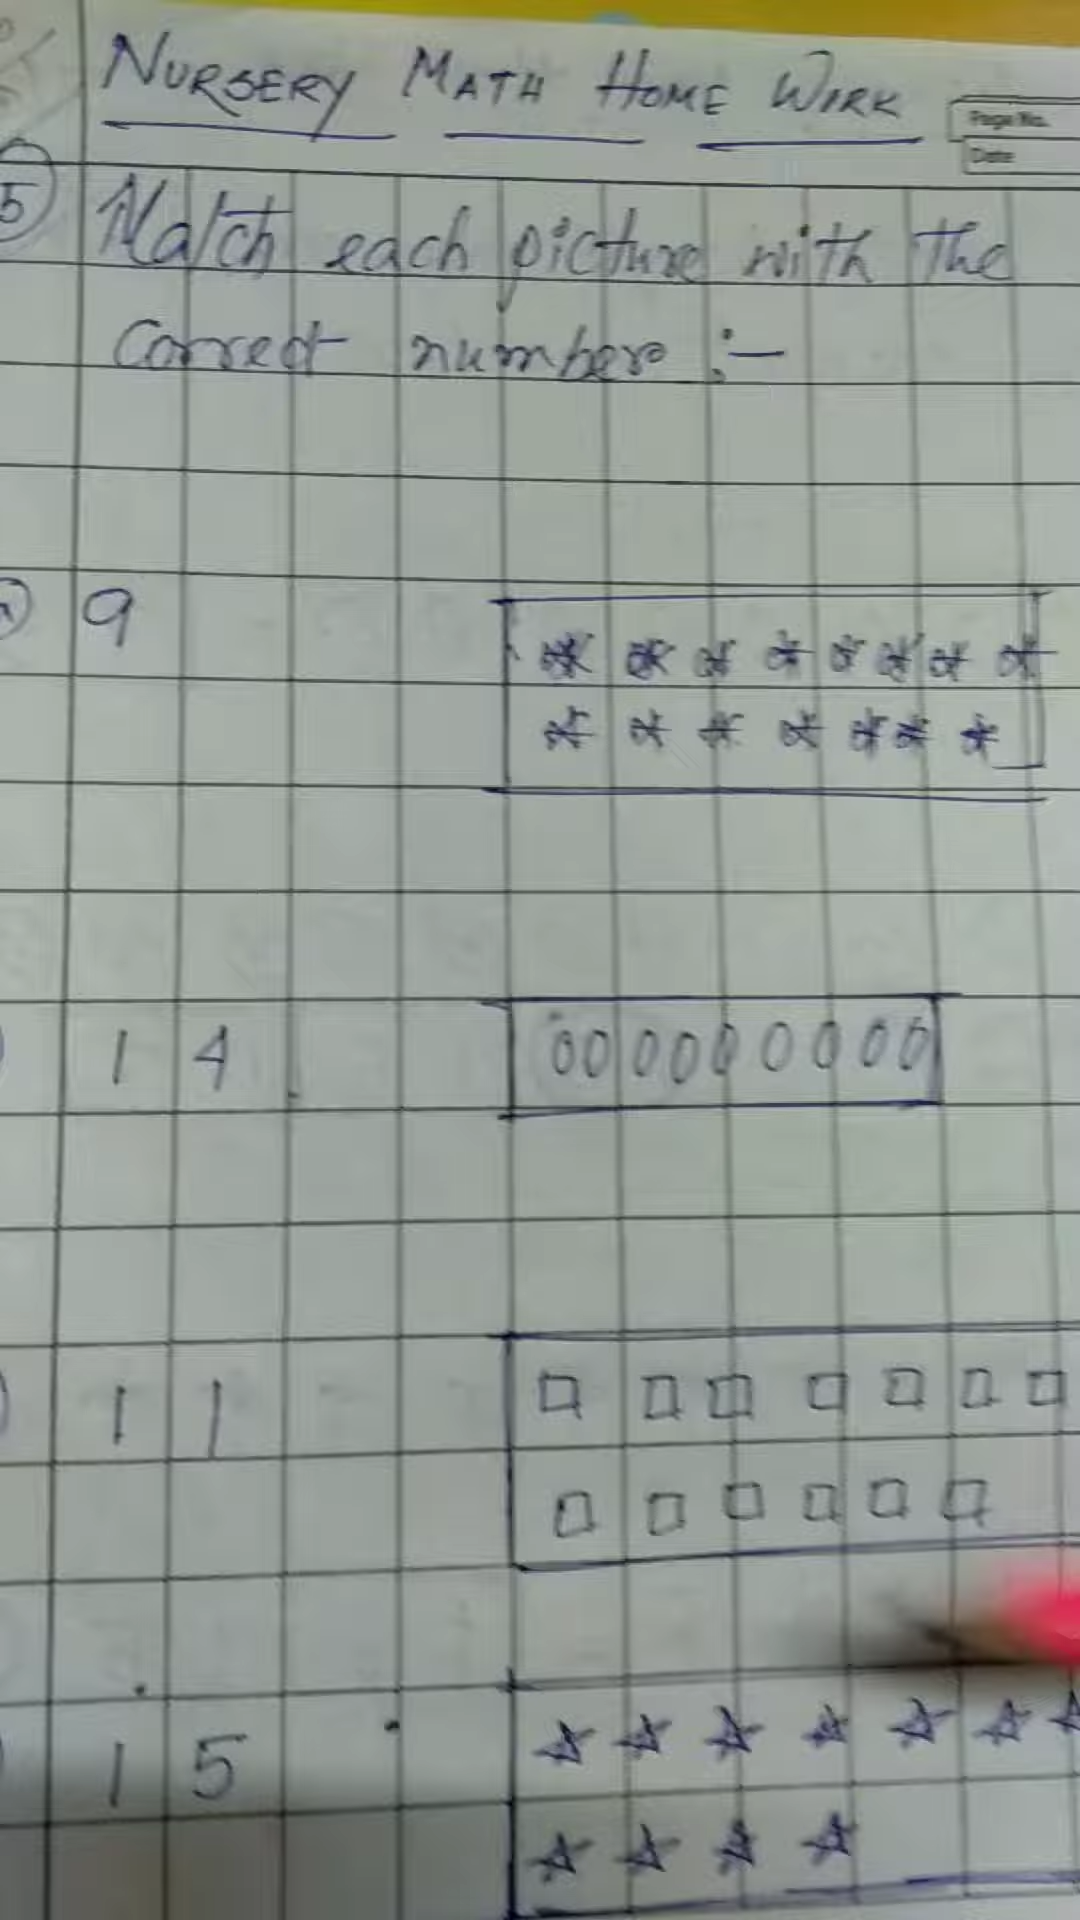 NURSERY MATH HOME WORK
Page No.
Date
5
Match each picture with the
Correct number :-
9
14
11
15